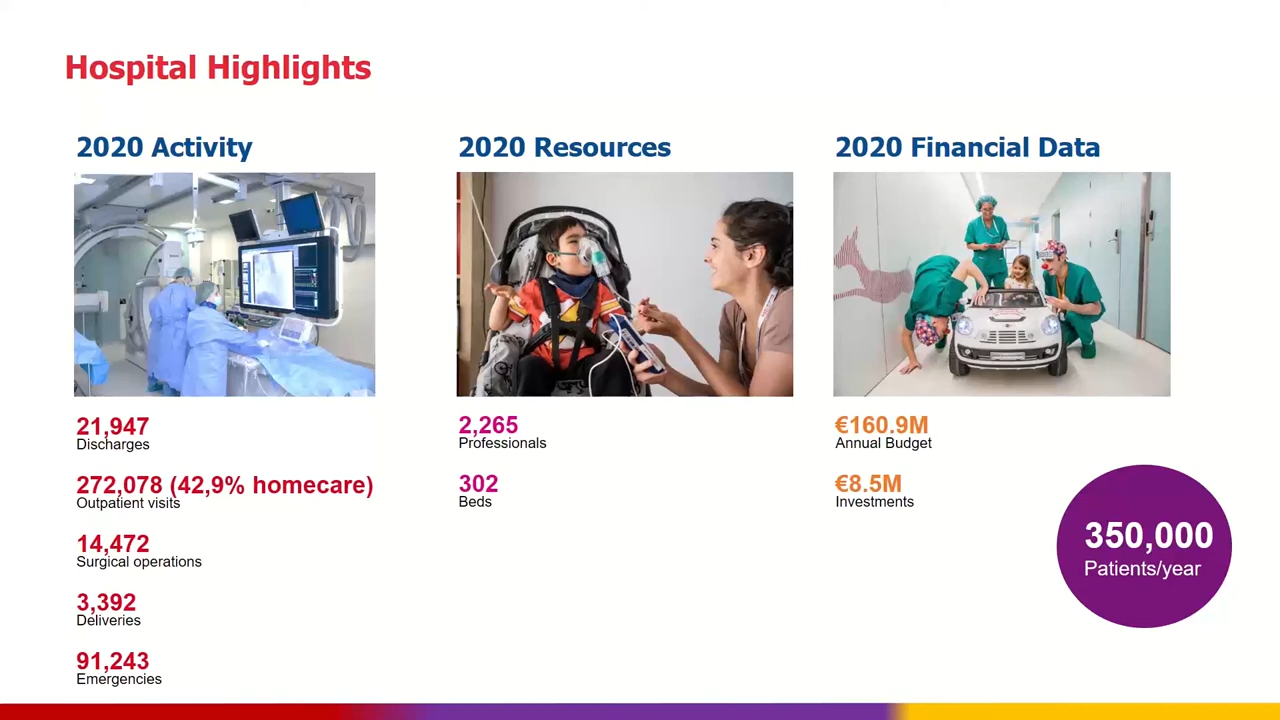 Hospital Highlights
2020 Activity
21,947
Discharges
272,078 (42,9% homecare)
Outpatient visits
14,472
Surgical operations
3,392
Deliveries
91,243
Emergencies
2020 Resources
2,265
Professionals
302
Beds
2020 Financial Data
€160.9M
Annual Budget
€8.5M
Investments
350,000
Patients/year